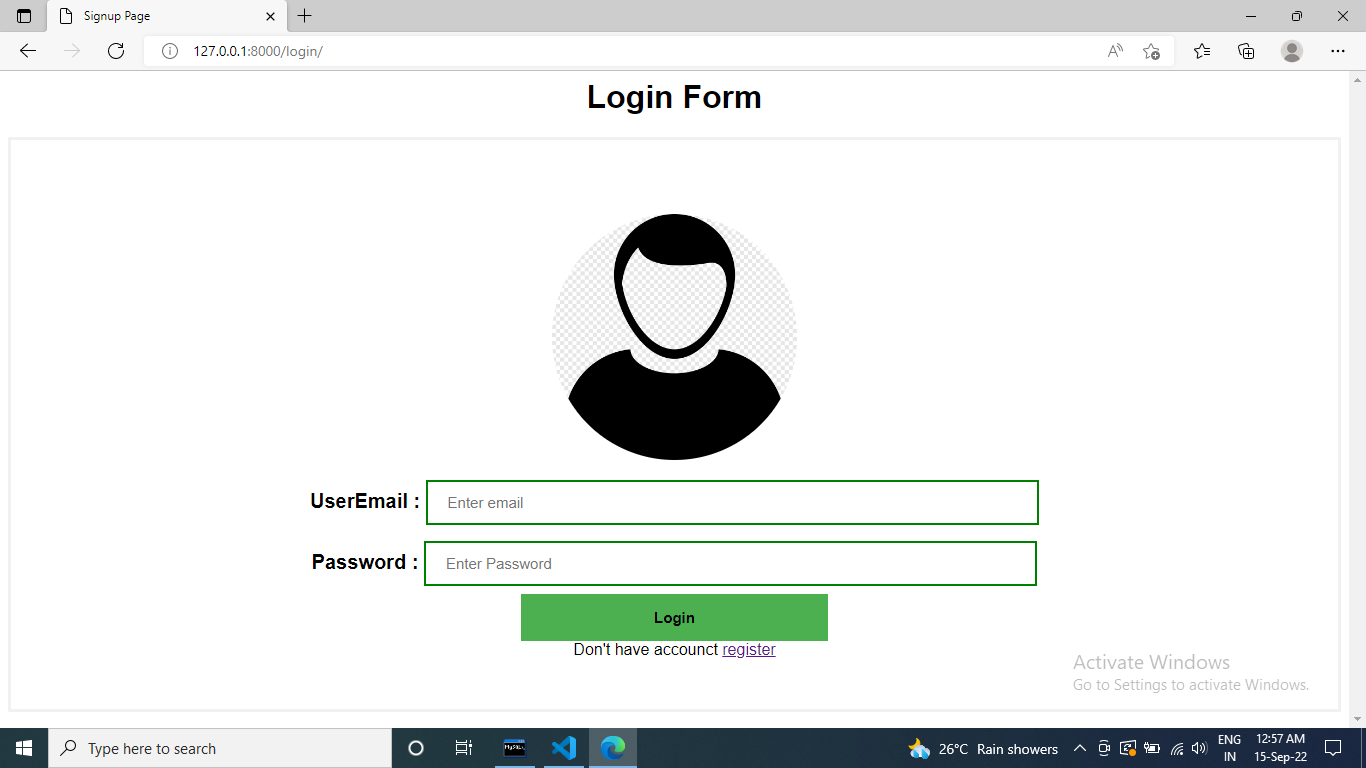 Signup Page
127.0.0.1:8000/login/
Login Form
UserEmail : Enter email
Password : Enter Password
Login
Don't have accounct register
Activate Windows
Go to Settings to activate Windows.
Type here to search
26°C Rain showers
ENG
IN
12:57 AM
15-Sep-22